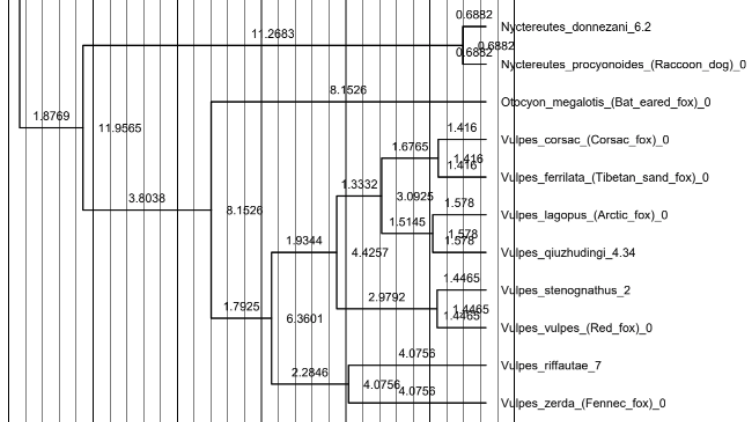 0.6882
Nyctereutes_donnezani_6.2
11.2683
0.6882
0.6882
Nyctereutes_procyonoides_(Raccoon_dog)_0
8.1526
Otocyon_megalotis_(Bat_eared_fox)_0
1.8769
11.9565
1.416
Vulpes_corsac_(Corsac_fox)_0
1.6765
1.416
1.416
Vulpes_ferrilata_(Tibetan_sand_fox)_0
1.3332
3.0925
3.8038
8.1526
1.578
Vulpes_lagopus_(Arctic_fox)_0
1.5145
1.578
1.578
Vulpes_qiuzhudingi_4.34
1.9344
4.4257
1.4465
Vulpes_stenognathus_2
2.9792
1.4465
1.4465
Vulpes_vulpes_(Red_fox)_0
1.7925
6.3601
4.0756
Vulpes_riffautae_7
2.2846
4.0756
4.0756
Vulpes_zerda_(Fennec_fox)_0